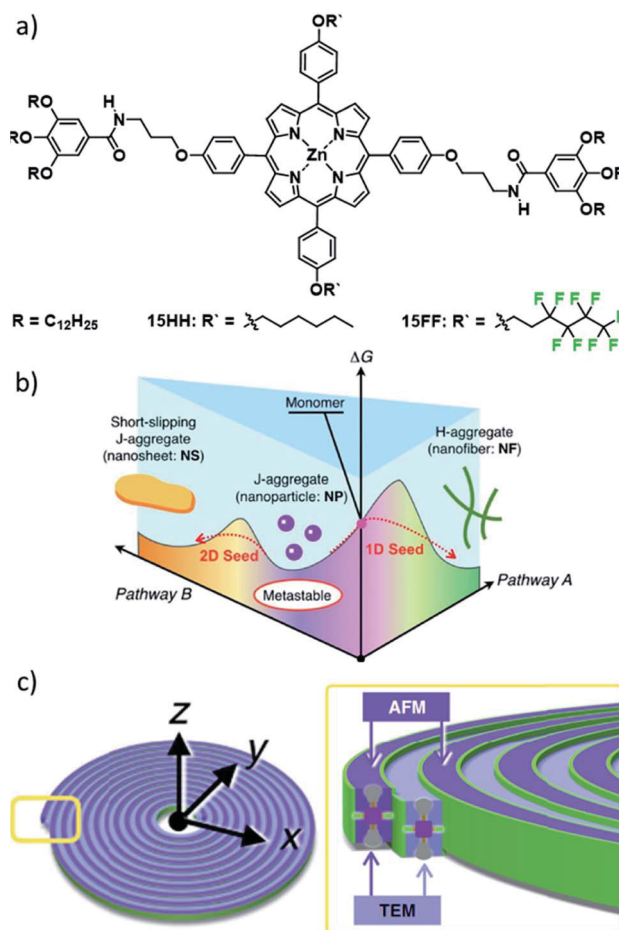 a)
OR`
RO
H
N
RO
O
RO
O
N
N
Zn
N
N
O
N
H
O
OR
OR
OR
OR`
R = C₁₂H₂₅
15HH: R` =
15FF: R` =
F F F F
F
F F F F
b)
ΔG
Monomer
Short-slipping
J-aggregate
(nanosheet: NS)
J-aggregate
(nanoparticle: NP)
H-aggregate
(nanofiber: NF)
2D Seed
1D Seed
Pathway B
Metastable
Pathway A
c)
z
y
x
AFM
TEM